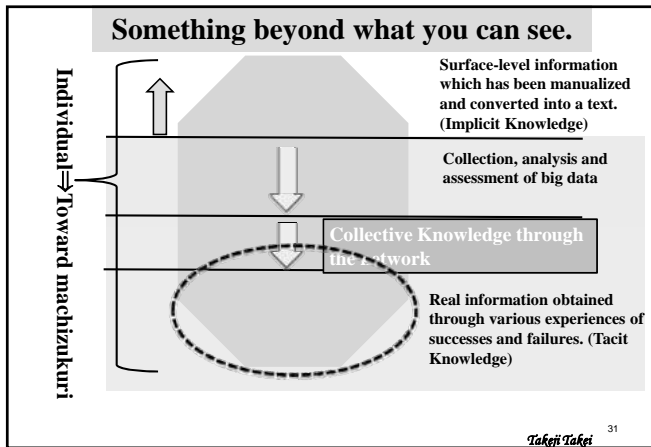 Something beyond what you can see.
Surface-level information
which has been manualized
and converted into a text.
(Implicit Knowledge)
Individual⇒Toward machizukuri
Collection, analysis and
assessment of big data
Collective Knowledge through
the
Real information obtained
through various experiences of
successes and failures. (Tacit
Knowledge)
31
Takeji Takei